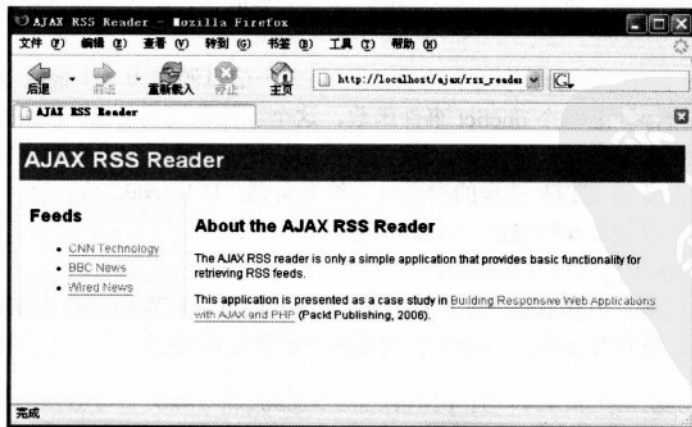 AJAX RSS Reader - Mozilla Firefox
文件 (F) 编辑 (E) 查看 (V) 转到 (G) 书签 (B) 工具 (T) 帮助 (H)
后退 前进 重新载入 停止 主页 http://localhost/ajax/rss_reader
AJAX RSS Reader
AJAX RSS Reader
Feeds
• CNN Technology
• BBC News
• Wired News
About the AJAX RSS Reader
The AJAX RSS reader is only a simple application that provides basic functionality for
retrieving RSS feeds.
This application is presented as a case study in Building Responsive Web Applications
with AJAX and PHP (Packt Publishing, 2006).
完成